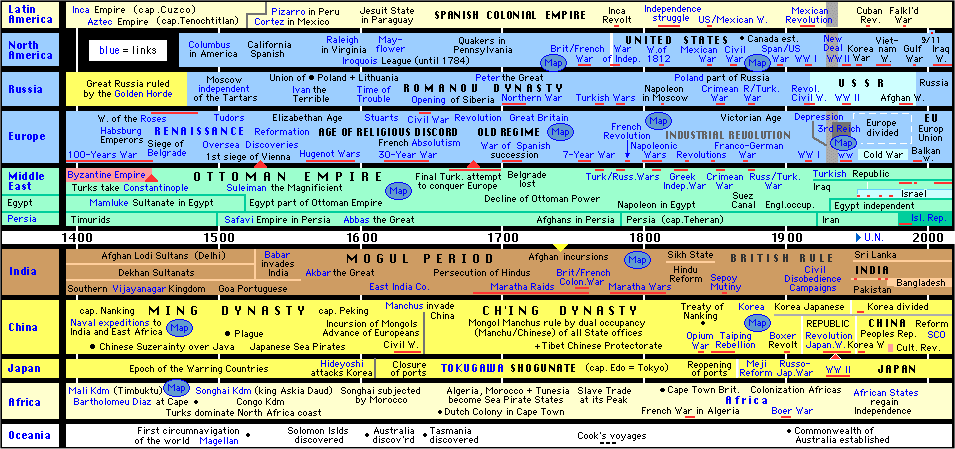 Latin America
Inca Empire (cap.Cuzco)
Aztec Empire (cap.Tenochtitlan)
Pizarro in Peru
Cortez in Mexico
Jesuit State in Paraguay
SPANISH COLONIAL EMPIRE
Inca Revolt
Independence struggle
US/Mexican W.
Mexican Revolution
Cuban Rev.
Falkl'd War
North America
blue = links
Columbus in America
California Spanish
Raleigh in Virginia
May-flower
Iroquois League (until 1784)
Quakers in Pennsylvania
Map
Brit/French War
W. of Indep.
UNITED STATES
W.of 1812
Mexican War
Civil War
Map
Canada est.
Span/US War
WW I
New Deal
WW II
Korea War
Viet-nam W.
Gulf War
9/11
Iraq W.
Russia
Great Russia ruled by the Golden Horde
Moscow independent of the Tartars
Union of Poland + Lithuania
Ivan the Terrible
Time of Trouble
ROMANOV DYNASTY
Opening of Siberia
Peter the Great
Northern War
Turkish Wars
Napoleon in Moscow
Poland part of Russia
Crimean War
R/Turk. War
Revol.
Civil W.
USSR
WW II
Afghan W.
Russia
Europe
W. of the Roses
Habsburg Emperors
100-Years War
Siege of Belgrade
Tudors
RENAISSANCE
Overseas Discoveries
1st siege of Vienna
Elizabethan Age
Reformation
Hugenot Wars
Stuarts
AGE OF RELIGIOUS DISCORD
French Absolutism
30-Year War
Civil War
Revolution
Great Britain
OLD REGIME
Map
War of Spanish succession
7-Year War
French Revolution
Map
Napoleonic Wars
INDUSTRIAL REVOLUTION
Revolutions
Victorian Age
Franco-German War
Depression
WW I
3rd Reich
Map
WW II
Europe divided
Cold War
EU
Europ Union
Balkan W.
Middle East
Byzantine Empire
Turks take Constantinople
OTTOMAN EMPIRE
Suleiman the Magnificent
Map
Final Turk. attempt to conquer Europe
Belgrade lost
Decline of Ottoman Power
Turk/Russ.Wars
Greek Indep.War
Crimean War
Russ/Turk. War
Turkish Republic
Iraq
Israel
Egypt
Mamluke Sultanate in Egypt
Egypt part of Ottoman Empire
Napoleon in Egypt
Suez Canal
Engl.occup.
Egypt independent
Persia
Timurids
Safavi Empire in Persia
Abbas the Great
Afghans in Persia
Persia (cap.Teheran)
Iran
Isl. Rep.
1400
1500
1600
1700
1800
1900
U.N.
2000
India
Afghan Lodi Sultans (Delhi)
Dekhan Sultanats
Southern Vijayanagar Kingdom
Babar invades India
Goa Portuguese
MOGUL PERIOD
Akbar the Great
East India Co.
Persecution of Hindus
Maratha Raids
Afghan incursions
Brit/French Colon.War
Map
Maratha Wars
Sikh State
Hindu Reform
Sepoy Mutiny
BRITISH RULE
Civil Disobedience Campaigns
Sri Lanka
INDIA
Bangladesh
Pakistan
China
cap. Nanking
MING DYNASTY
cap. Peking
Naval expeditions to India and East Africa
Map
Plague
Chinese Suzerainty over Java
Japanese Sea Pirates
Incursion of Mongols
Advance of Europeans
Manchus invade China
Civil W.
CH'ING DYNASTY
Mongol Manchus rule by dual occupancy (Manchu/Chinese) of all State offices
+Tibet Chinese Protectorate
Treaty of Nanking
Opium War
Taiping Rebellion
Korea
Map
Korea Japanese
Boxer Revolt
REPUBLIC
Revolution
Japan.W.
Korea divided
CHINA
Peoples Rep.
Korea W
Reform
SCO
Cult. Rev.
Japan
Epoch of the Warring Countries
Hideyoshi attacks Korea
Closure of ports
TOKUGAWA SHOGUNATE (cap. Edo = Tokyo)
Reopening of ports
Meji Reform
Russo-Jap.War
WW II
JAPAN
Africa
Mali Kdm (Timbuktu)
Map
Bartholomeu Diaz at Cape
Songhai Kdm (king Askia Daud)
Congo Kdm
Turks dominate North Africa coast
Songhai subjected by Morocco
Algeria, Morocco + Tunesia become Sea Pirate States
Dutch Colony in Cape Town
Slave Trade at its Peak
Cape Town Brit.
French War in Algeria
Colonization Africas
Africa
Boer War
African States regain Independence
Oceania
First circumnavigation of the world Magellan
Solomon Islds discovered
Australia discov'rd
Tasmania discovered
Cook's voyages
Commonwealth of Australia established